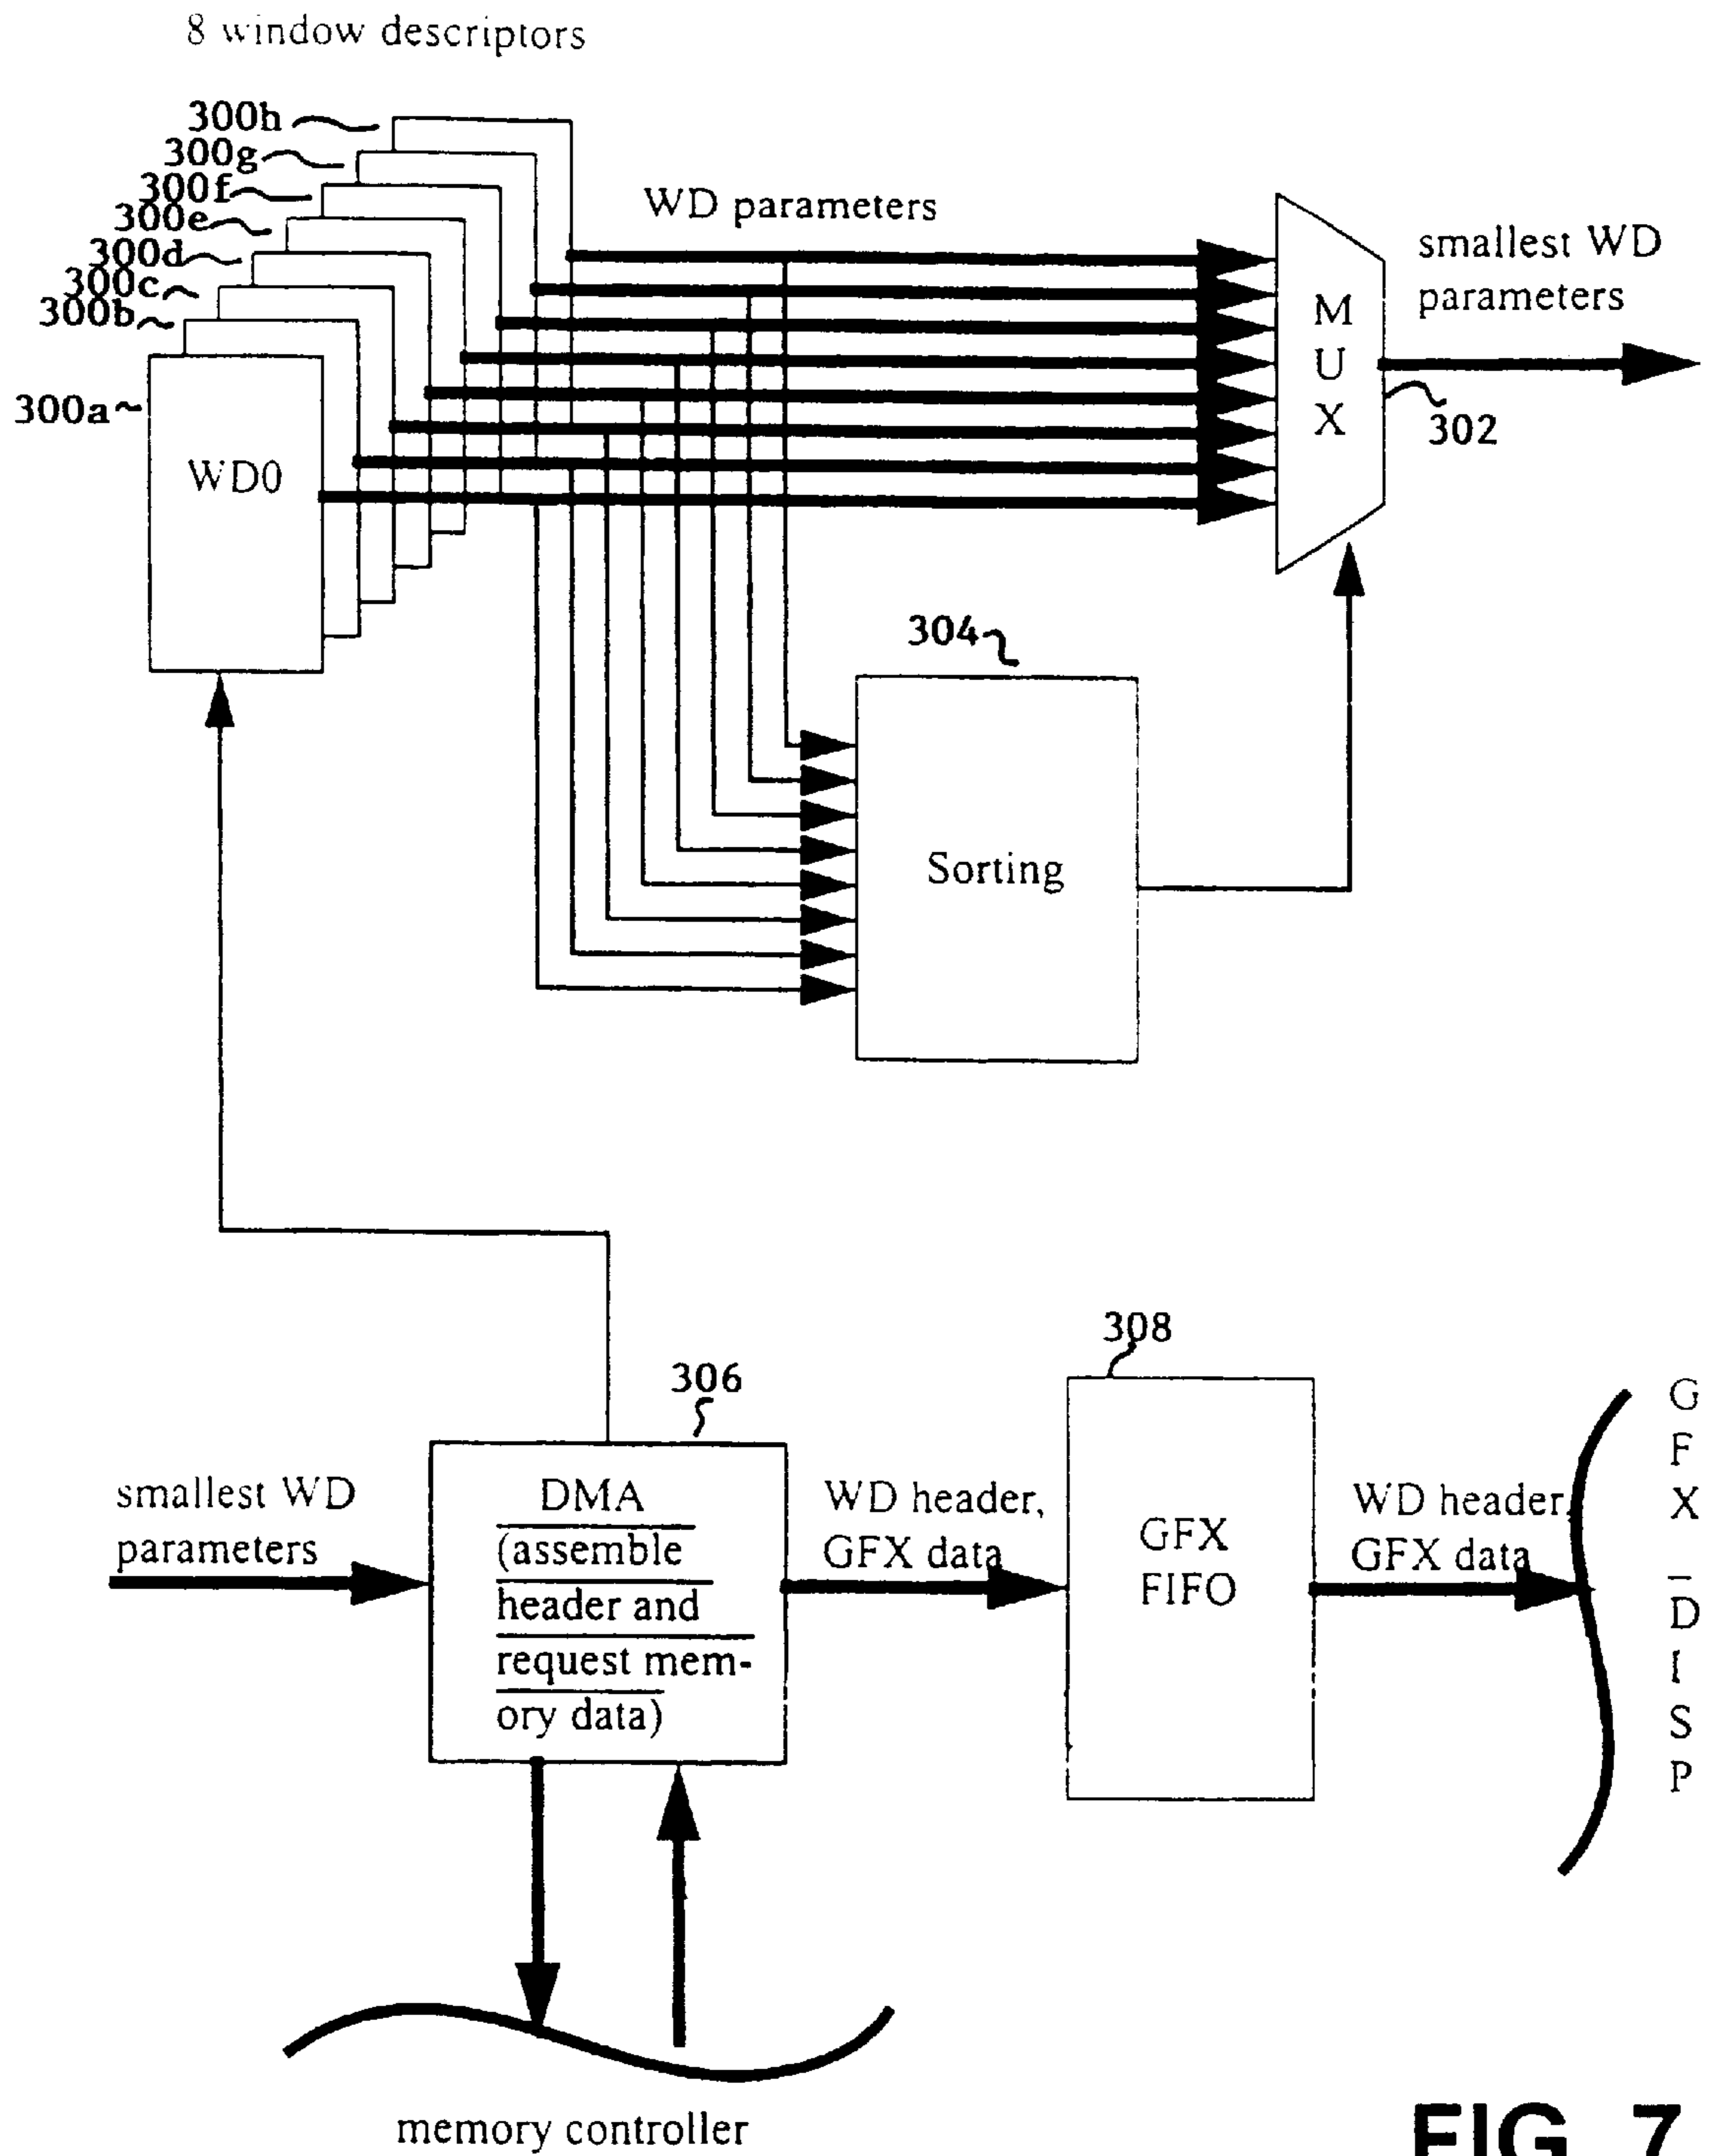 8 window descriptors
300h
300g
300f
300e
300d
300c
300b
300a
WD0
WD parameters
M
U
X
smallest WD
parameters
302
304
Sorting
306
308
smallest WD
parameters
DMA
(assemble
header and
request mem-
ory data)
WD header,
GFX data
GFX
FIFO
WD header,
GFX data
G
F
X
_
D
I
S
P
memory controller
FIG. 7